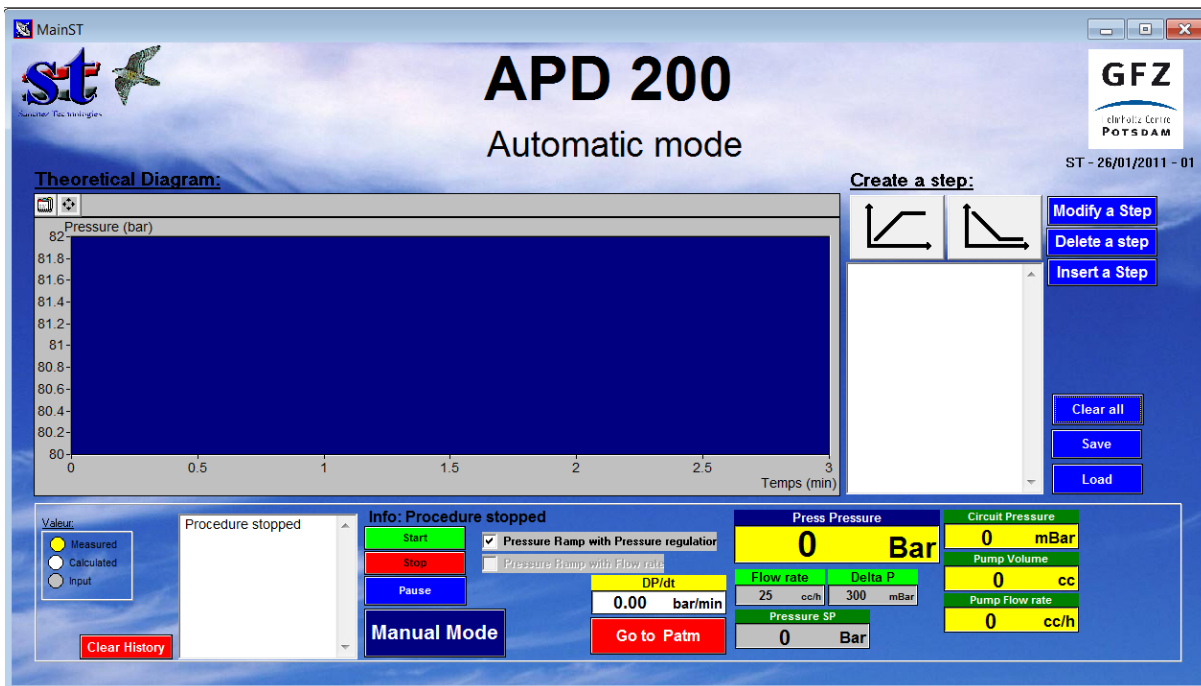 MainST
st
APD 200
Automatic mode
GFZ
Helmholtz Centre
POTSDAM
ST - 26/01/2011 - 01
Theoretical Diagram:
Pressure (bar)
82
81.8
81.6
81.4
81.2
81
80.8
80.6
80.4
80.2
80
0 0.5 1 1.5 2 2.5 3
Temps (min)
Create a step:
Modify a Step
Delete a step
Insert a Step
Clear all
Save
Load
Valeur:
Measured
Calculated
Input
Clear History
Procedure stopped
Info: Procedure stopped
Start
Stop
Pause
Manual Mode
Pressure Ramp with Pressure regulation
Pressure Ramp with Flow rate
DP/dt
0.00 bar/min
Go to Patm
Press Pressure
0 Bar
Flow rate
25 cc/h
Delta P
300 mBar
Pressure SP
0 Bar
Circuit Pressure
0 mBar
Pump Volume
0 cc
Pump Flow rate
0 cc/h